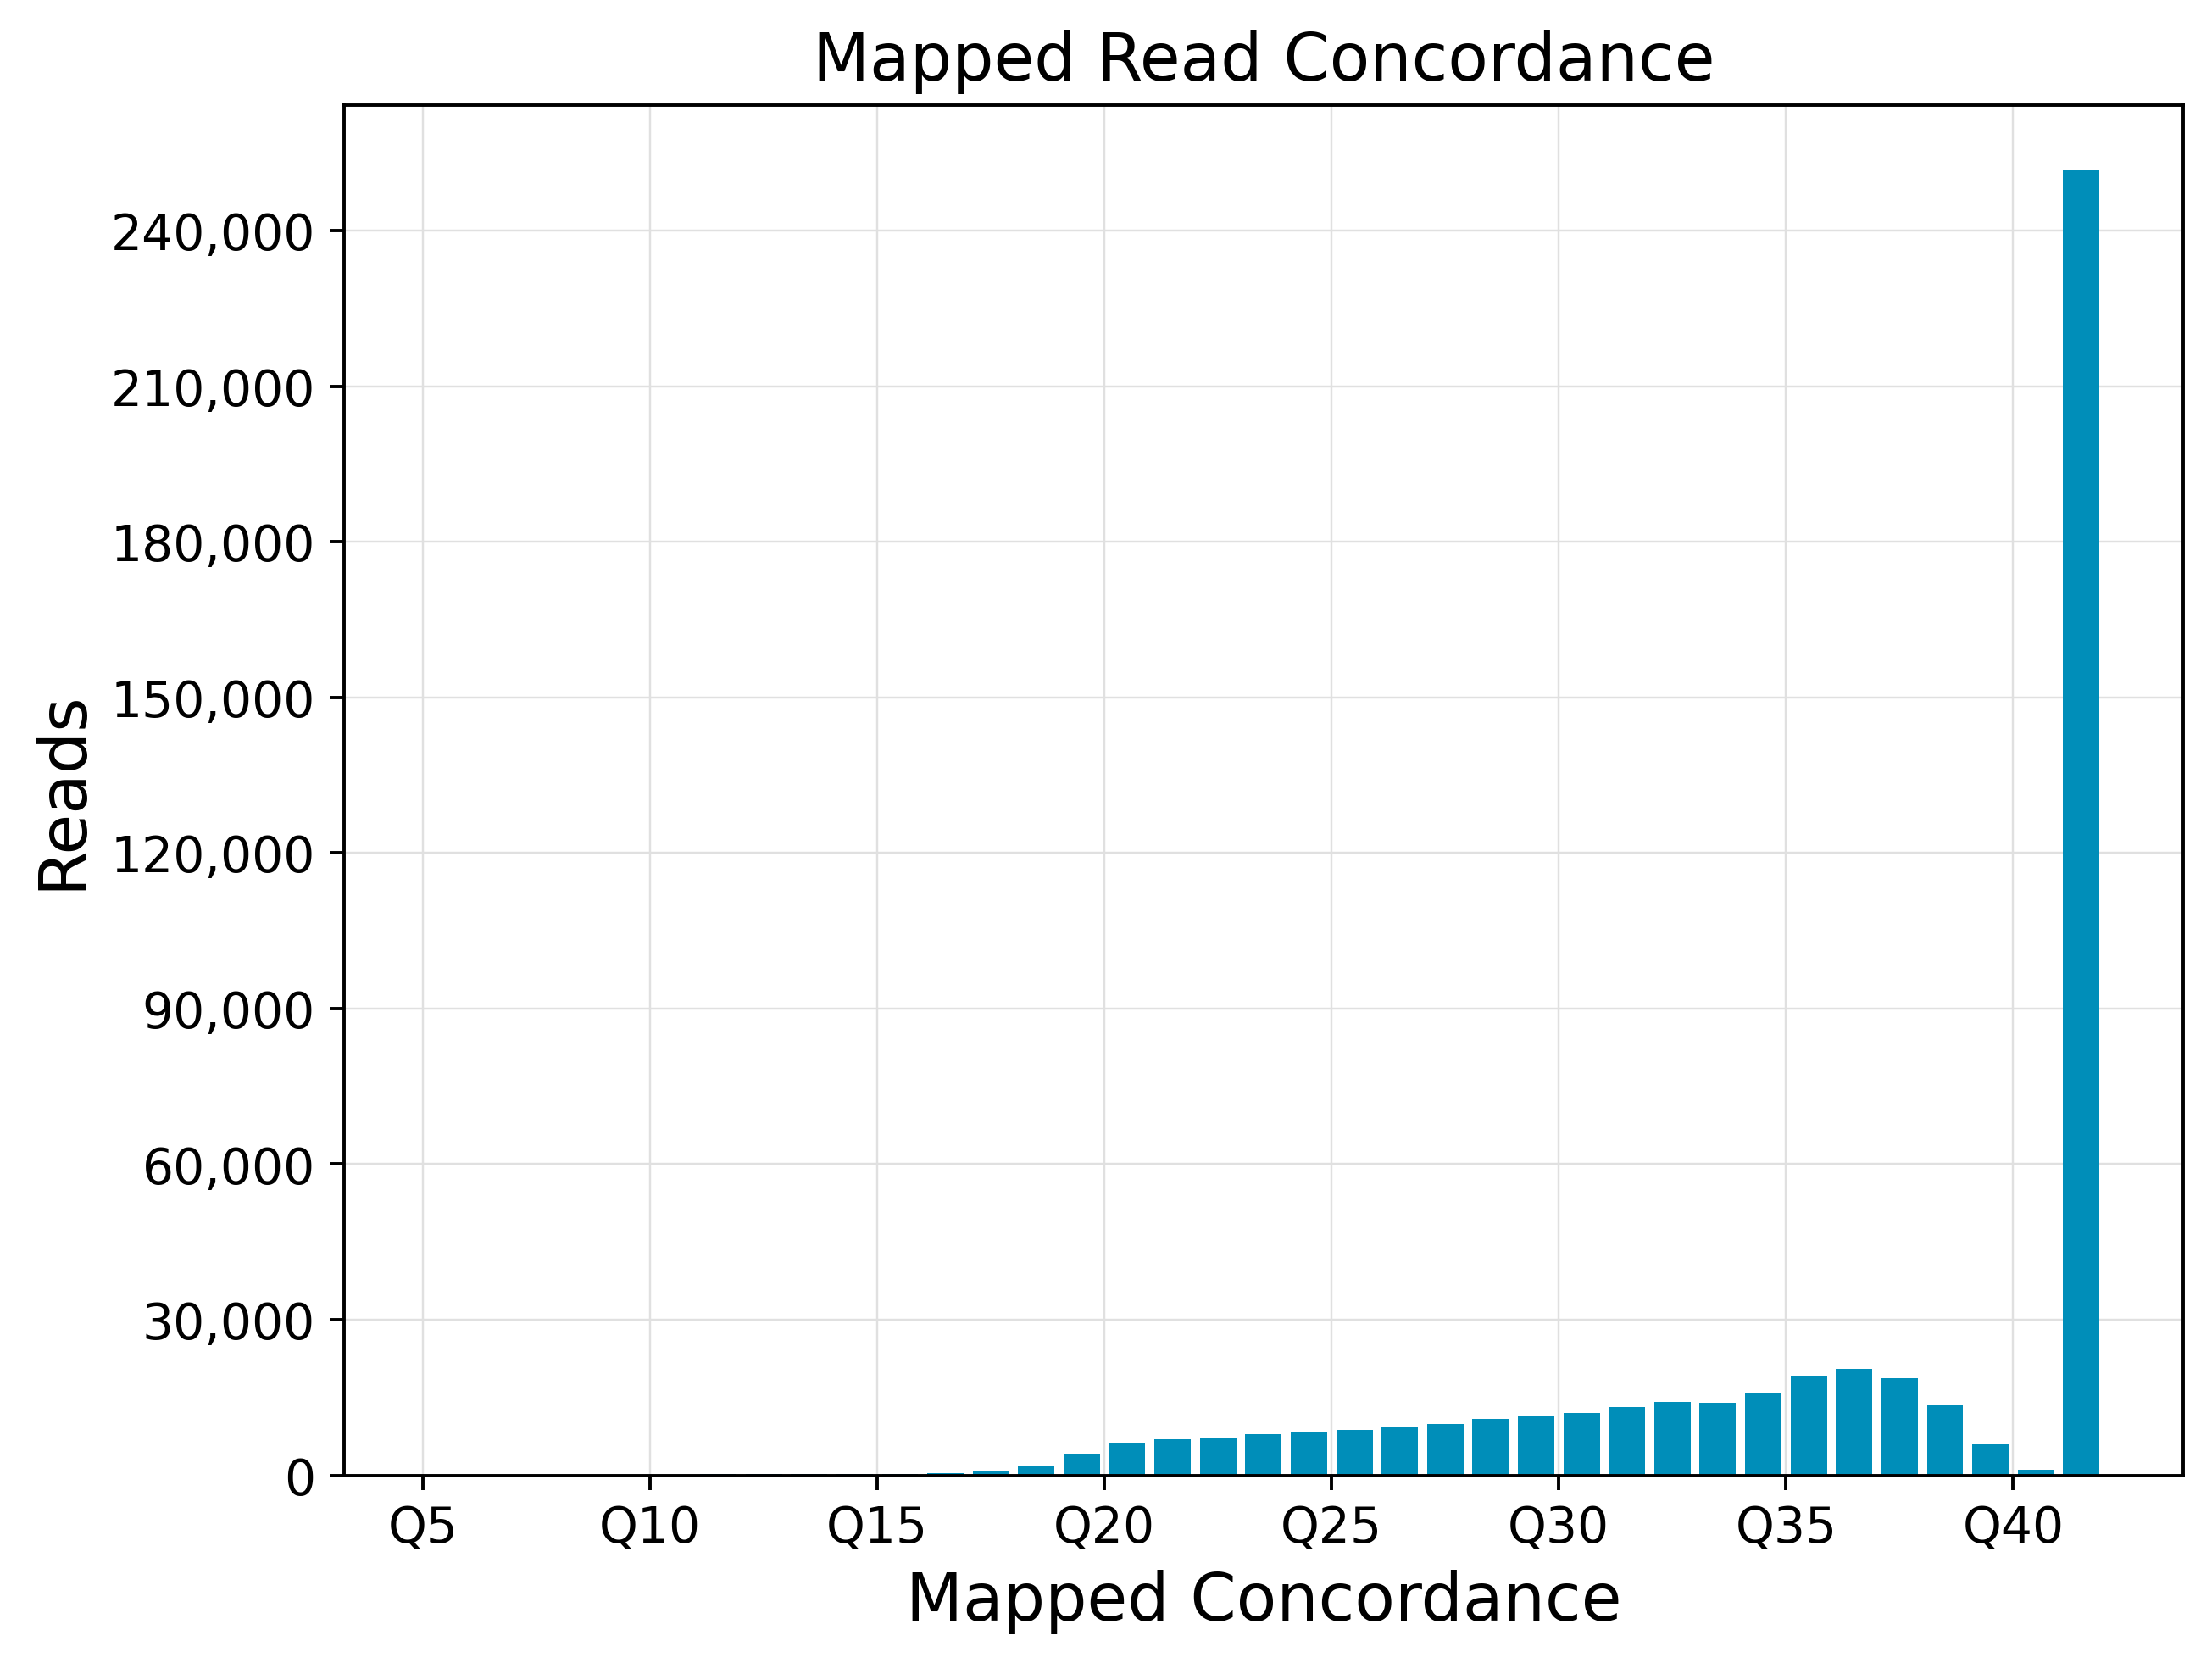 Mapped Read Concordance
Reads
240,000
210,000
180,000
150,000
120,000
90,000
60,000
30,000
0
Q5 Q10 Q15 Q20 Q25 Q30 Q35 Q40
Mapped Concordance